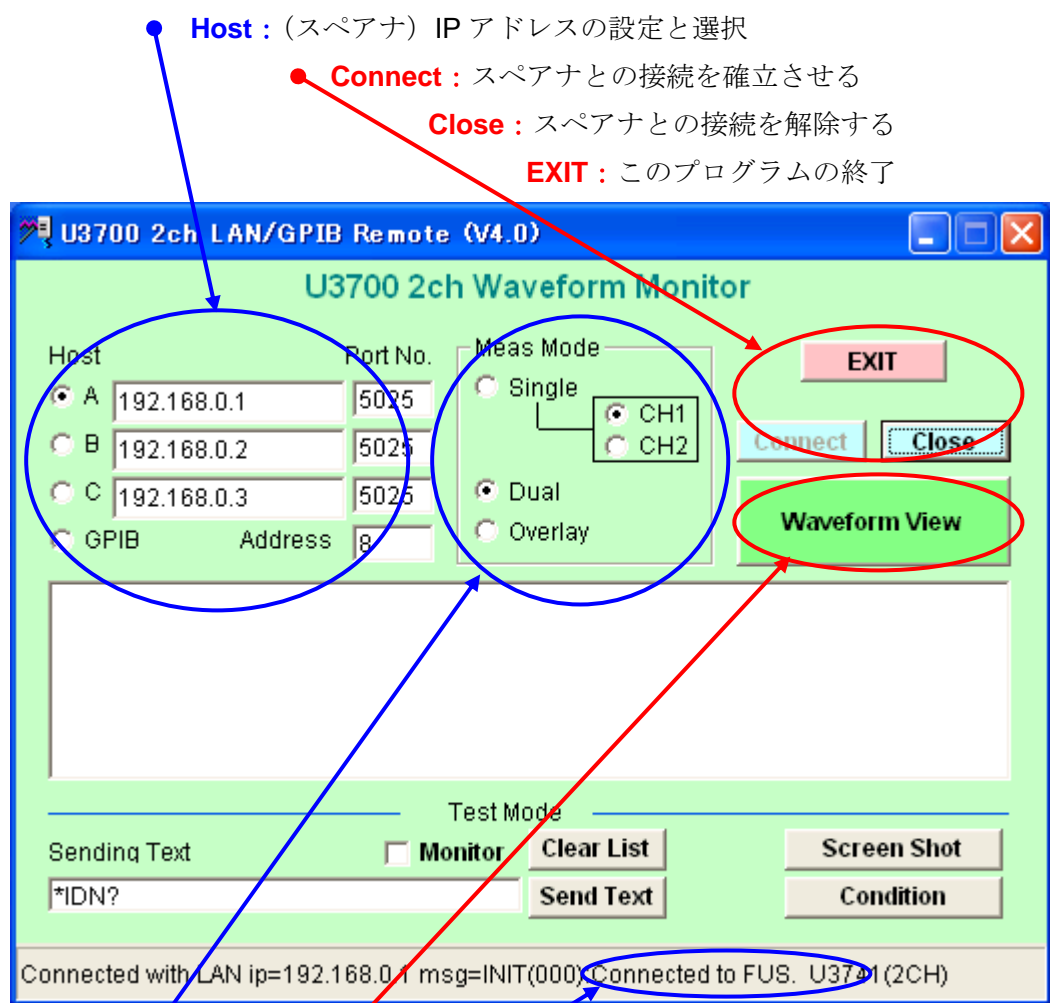 Host：（スペアナ）IP アドレスの設定と選択
Connect：スペアナとの接続を確立させる
Close：スペアナとの接続を解除する
EXIT：このプログラムの終了
U3700 2ch LAN/GPIB Remote (V4.0)
U3700 2ch Waveform Monitor
Host Port No. Meas Mode EXIT
A 192.168.0.1 5025 Single CH1
B 192.168.0.2 5025 CH2 Connect Close
C 192.168.0.3 5025 Dual Waveform View
GPIB Address 8 Overlay
Test Mode
Sending Text Monitor Clear List Screen Shot
*IDN? Send Text Condition
Connected with LAN ip=192.168.0.1 msg=INIT(000) Connected to FUS. U3741(2CH)